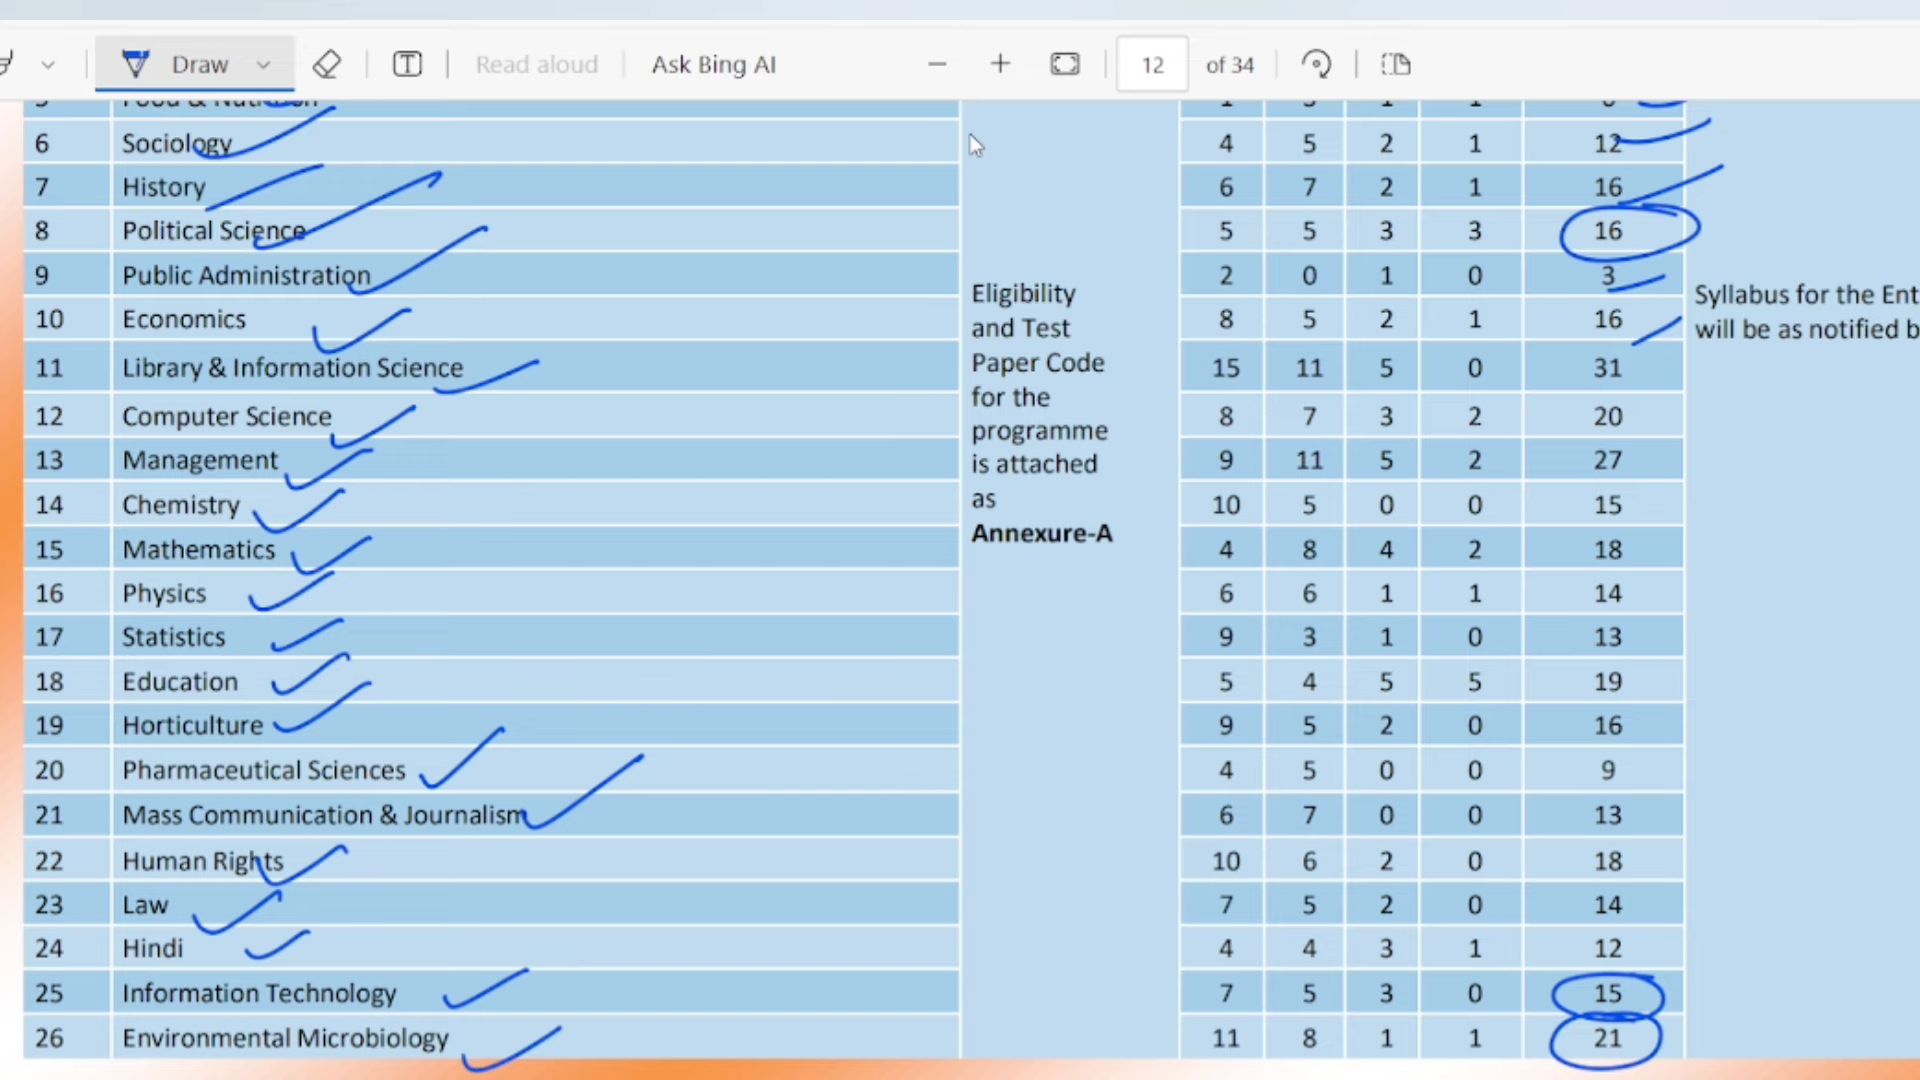 Draw
Read aloud
Ask Bing AI
12 of 34
5 Food & Nutrition 1 5 1 1
6 Sociology 4 5 2 1 12
7 History 6 7 2 1 16
8 Political Science 5 5 3 3 16
9 Public Administration 2 0 1 0 3
10 Economics 8 5 2 1 16
11 Library & Information Science 15 11 5 0 31
12 Computer Science 8 7 3 2 20
13 Management 9 11 5 2 27
14 Chemistry 10 5 0 0 15
15 Mathematics 4 8 4 2 18
16 Physics 6 6 1 1 14
17 Statistics 9 3 1 0 13
18 Education 5 4 5 5 19
19 Horticulture 9 5 2 0 16
20 Pharmaceutical Sciences 4 5 0 0 9
21 Mass Communication & Journalism 6 7 0 0 13
22 Human Rights 10 6 2 0 18
23 Law 7 5 2 0 14
24 Hindi 4 4 3 1 12
25 Information Technology 7 5 3 0 15
26 Environmental Microbiology 11 8 1 1 21
Eligibility
and Test
Paper Code
for the
programme
is attached
as
Annexure-A
Syllabus for the Ent
will be as notified b